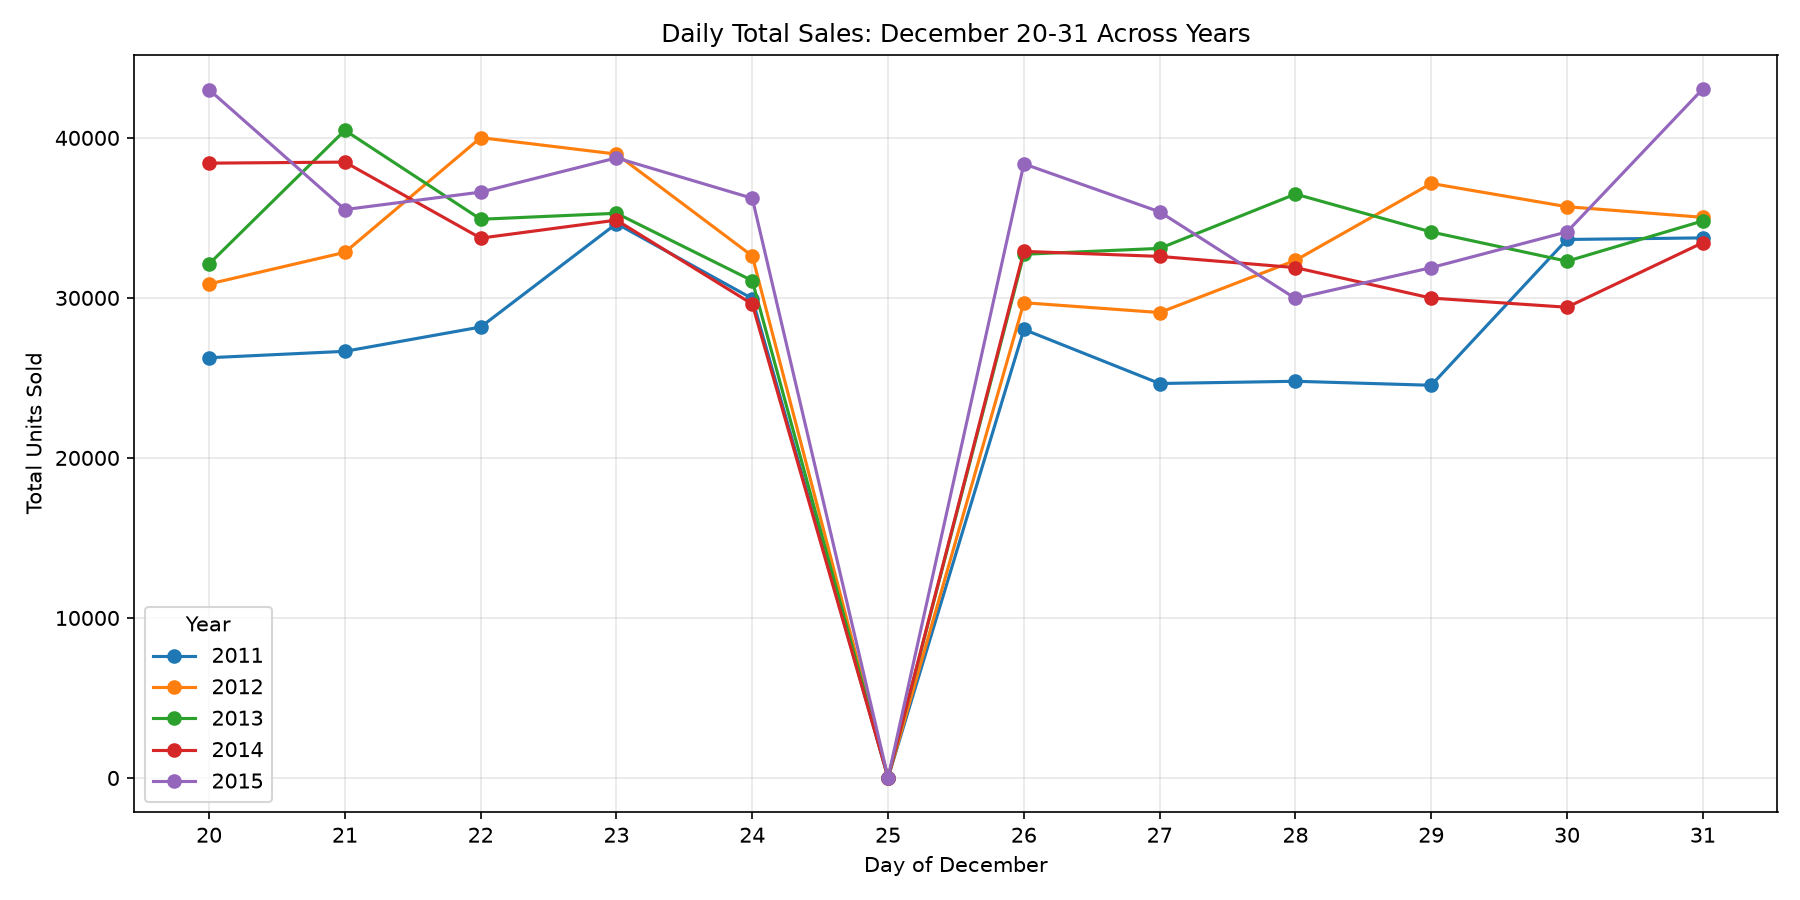 Daily Total Sales: December 20-31 Across Years
Total Units Sold
40000
30000
20000
10000
0
Year
2011
2012
2013
2014
2015
20 21 22 23 24 25 26 27 28 29 30 31
Day of December